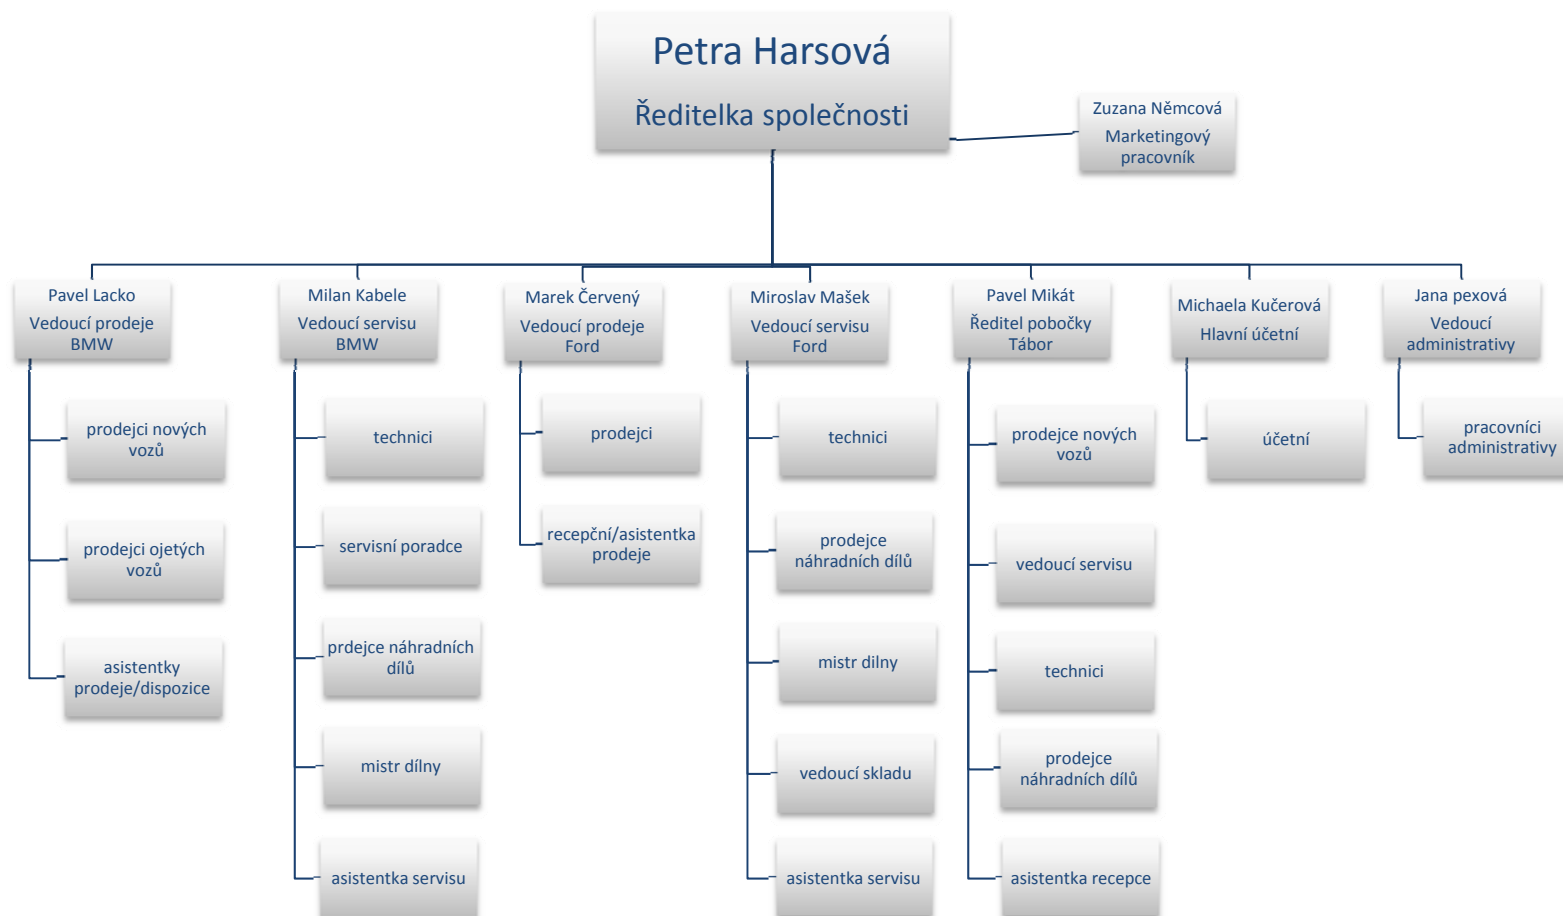 Petra Harsová
Ředitelka společnosti
Zuzana Němcová
Marketingový
pracovník
Pavel Lacko
Vedoucí prodeje
BMW
prodejci nových
vozů
prodejci ojetých
vozů
asistentky
prodeje/dispozice
Milan Kabele
Vedoucí servisu
BMW
technici
servisní poradce
prdejce náhradních
dílů
mistr dílny
asistentka servisu
Marek Červený
Vedoucí prodeje
Ford
prodejci
recepční/asistentka
prodeje
Miroslav Mašek
Vedoucí servisu
Ford
technici
prodejce
náhradních dílů
mistr dilny
vedoucí skladu
asistentka servisu
Pavel Mikát
Ředitel pobočky
Tábor
prodejce nových
vozů
vedoucí servisu
technici
prodejce
náhradních dílů
asistentka recepce
Michaela Kučerová
Hlavní účetní
účetní
Jana pexová
Vedoucí
administrativy
pracovníci
administrativy